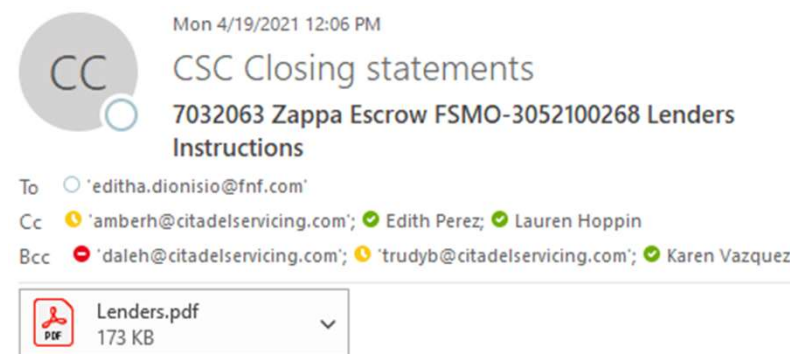 Mon 4/19/2021 12:06 PM
CC
CSC Closing statements
7032063 Zappa Escrow FSMO-3052100268 Lenders
Instructions
To 'editha.dionisio@fnf.com'
Cc 'amberh@citadelservicing.com'; Edith Perez; Lauren Hoppin
Bcc 'daleh@citadelservicing.com'; 'trudyb@citadelservicing.com'; Karen Vazquez
Lenders.pdf
PDF
173 KB